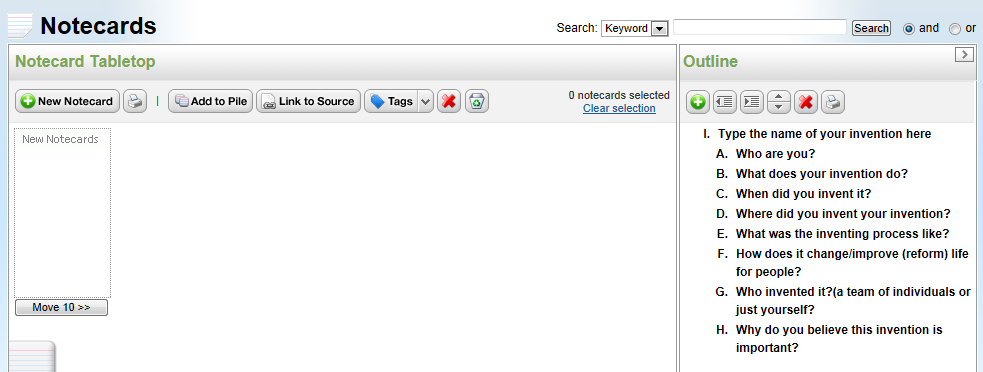 Notecards
Search: Keyword Search and or
Notecard Tabletop
New Notecard | Add to Pile Link to Source Tags
0 notecards selected
Clear selection
New Notecards
Move 10 >>
Outline
>
I. Type the name of your invention here
A. Who are you?
B. What does your invention do?
C. When did you invent it?
D. Where did you invent your invention?
E. What was the inventing process like?
F. How does it change/improve (reform) life
for people?
G. Who invented it?(a team of individuals or
just yourself?
H. Why do you believe this invention is
important?